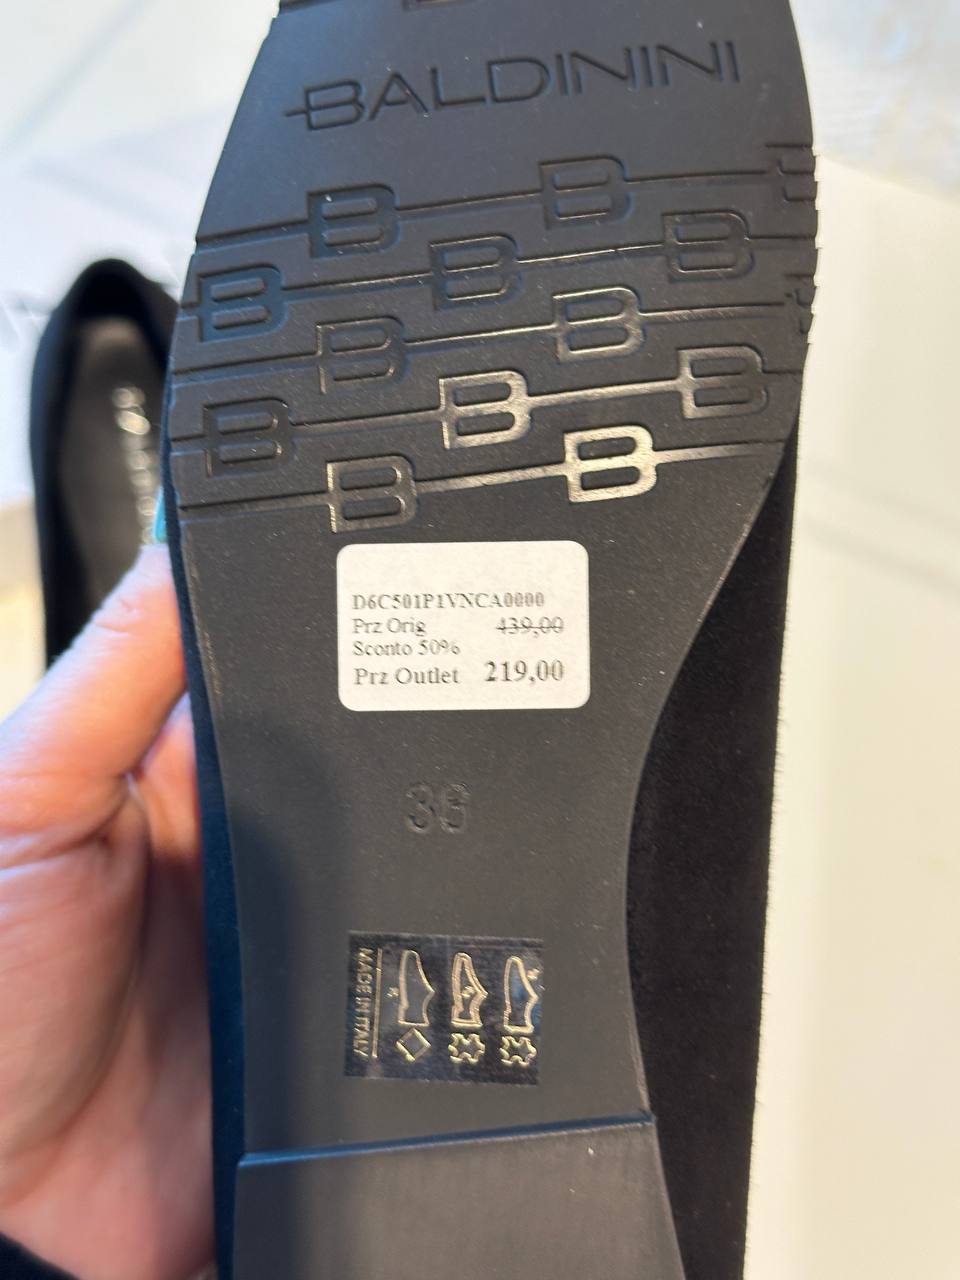 BALDININI
B B
B B B
B B
B B B
B B
D6C501P1VNCA0000
Prz Orig 439,00
Sconto 50%
Prz Outlet 219,00
36
MADE IN ITALY